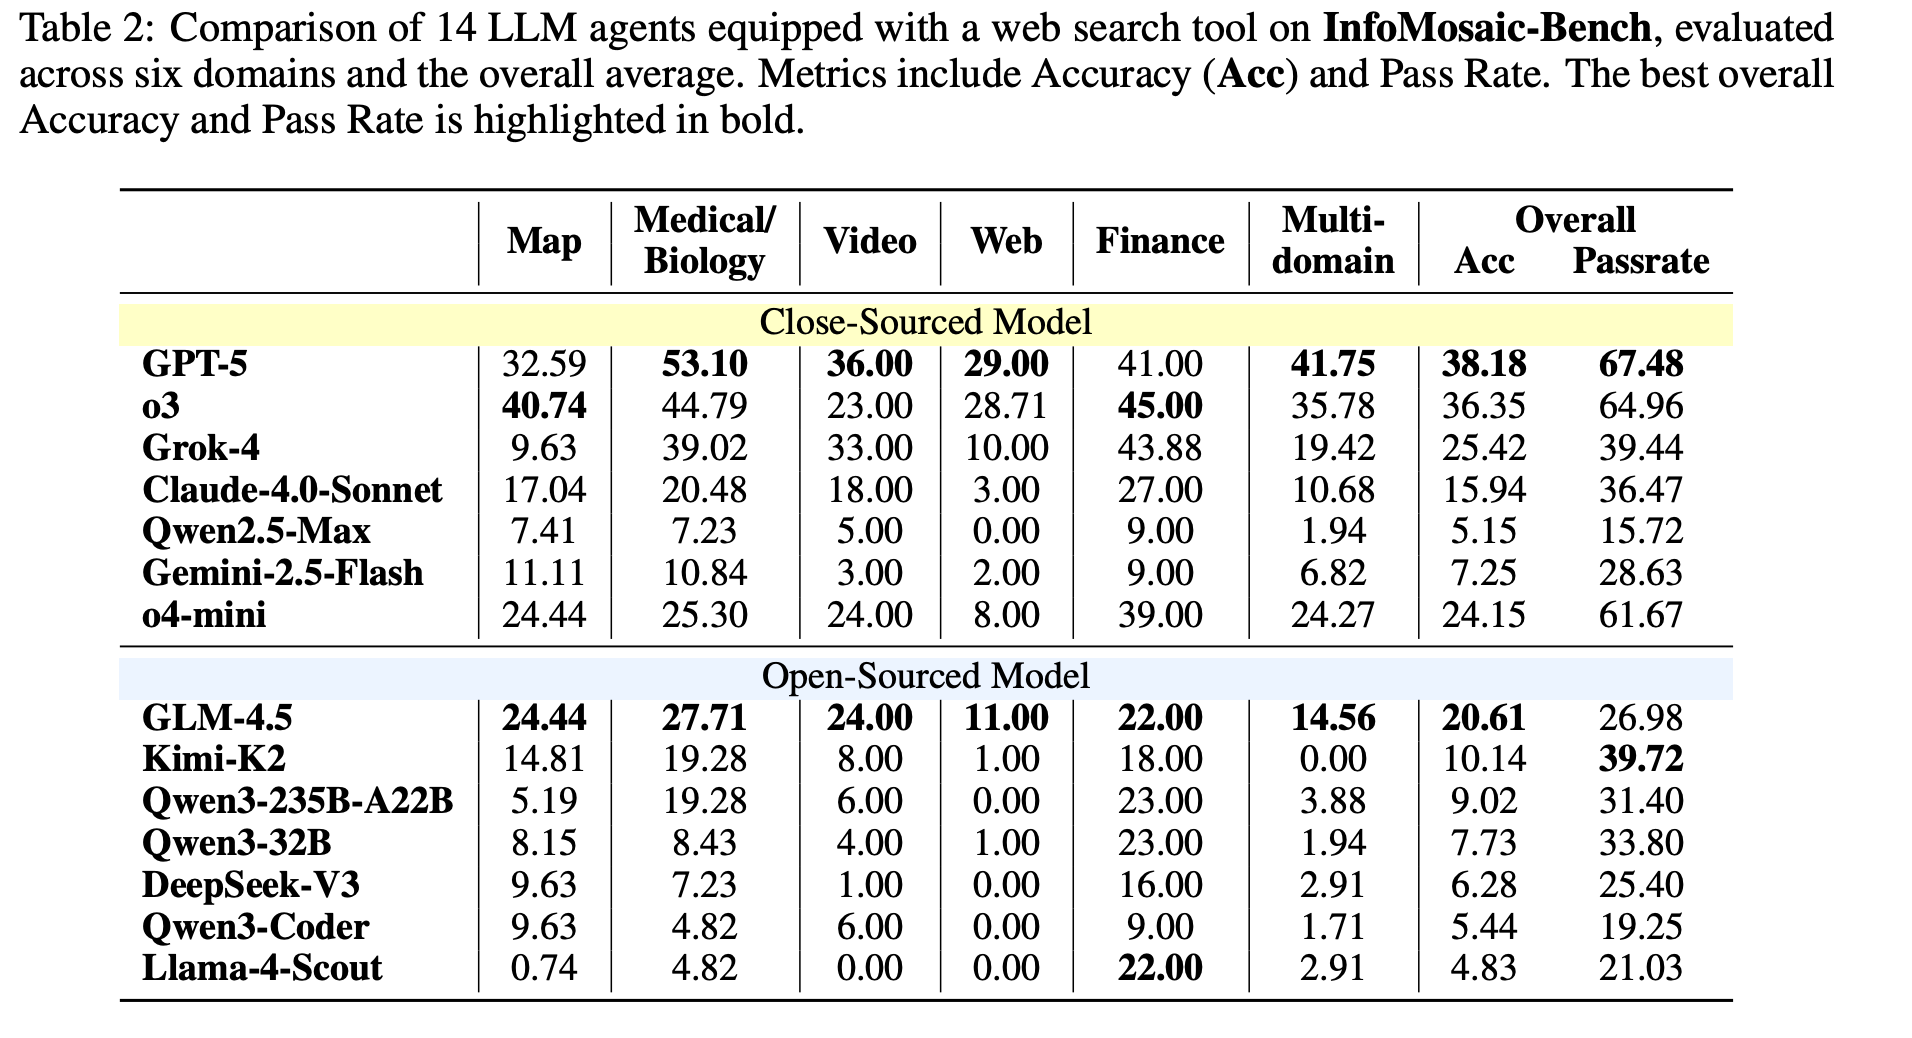 Table 2: Comparison of 14 LLM agents equipped with a web search tool on InfoMosaic-Bench, evaluated
across six domains and the overall average. Metrics include Accuracy (Acc) and Pass Rate. The best overall
Accuracy and Pass Rate is highlighted in bold.
Map Medical/Biology Video Web Finance Multi-domain Overall Acc Passrate
Close-Sourced Model
GPT-5 32.59 53.10 36.00 29.00 41.00 41.75 38.18 67.48
o3 40.74 44.79 23.00 28.71 45.00 35.78 36.35 64.96
Grok-4 9.63 39.02 33.00 10.00 43.88 19.42 25.42 39.44
Claude-4.0-Sonnet 17.04 20.48 18.00 3.00 27.00 10.68 15.94 36.47
Qwen2.5-Max 7.41 7.23 5.00 0.00 9.00 1.94 5.15 15.72
Gemini-2.5-Flash 11.11 10.84 3.00 2.00 9.00 6.82 7.25 28.63
o4-mini 24.44 25.30 24.00 8.00 39.00 24.27 24.15 61.67
Open-Sourced Model
GLM-4.5 24.44 27.71 24.00 11.00 22.00 14.56 20.61 26.98
Kimi-K2 14.81 19.28 8.00 1.00 18.00 0.00 10.14 39.72
Qwen3-235B-A22B 5.19 19.28 6.00 0.00 23.00 3.88 9.02 31.40
Qwen3-32B 8.15 8.43 4.00 1.00 23.00 1.94 7.73 33.80
DeepSeek-V3 9.63 7.23 1.00 0.00 16.00 2.91 6.28 25.40
Qwen3-Coder 9.63 4.82 6.00 0.00 9.00 1.71 5.44 19.25
Llama-4-Scout 0.74 4.82 0.00 0.00 22.00 2.91 4.83 21.03